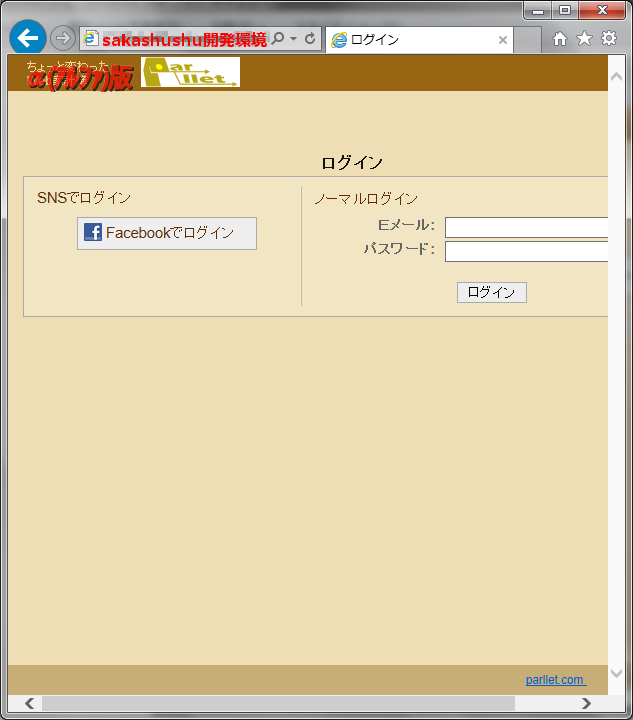 sakashushu開発環境
ログイン
ちょっと変わった
α(アルファ)版
Parllet
ログイン
SNSでログイン
Facebookでログイン
ノーマルログイン
Eメール:
パスワード:
ログイン
parllet.com